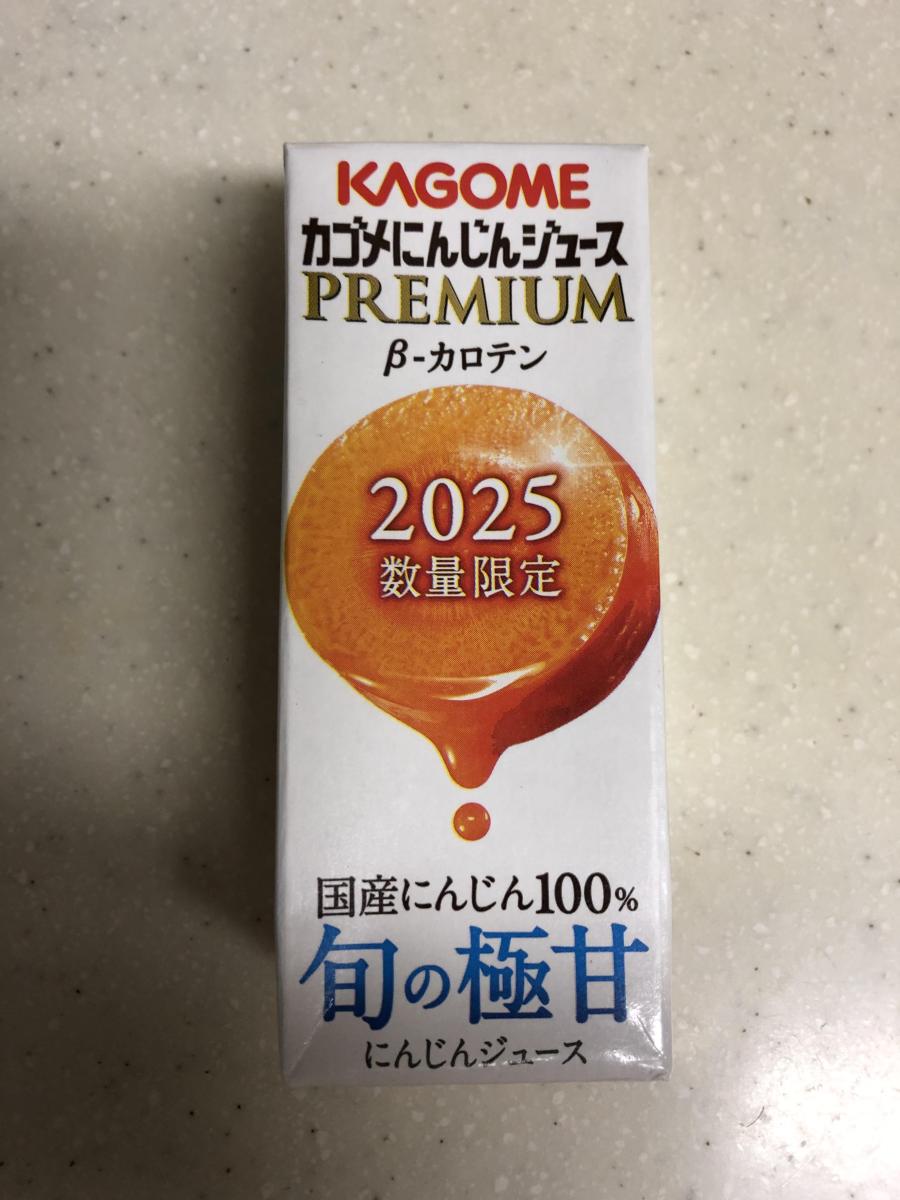 KAGOME
カゴメにんじんジュース
PREMIUM
β-カロテン
2025
数量限定
国産にんじん100%
旬の極甘
にんじんジュース